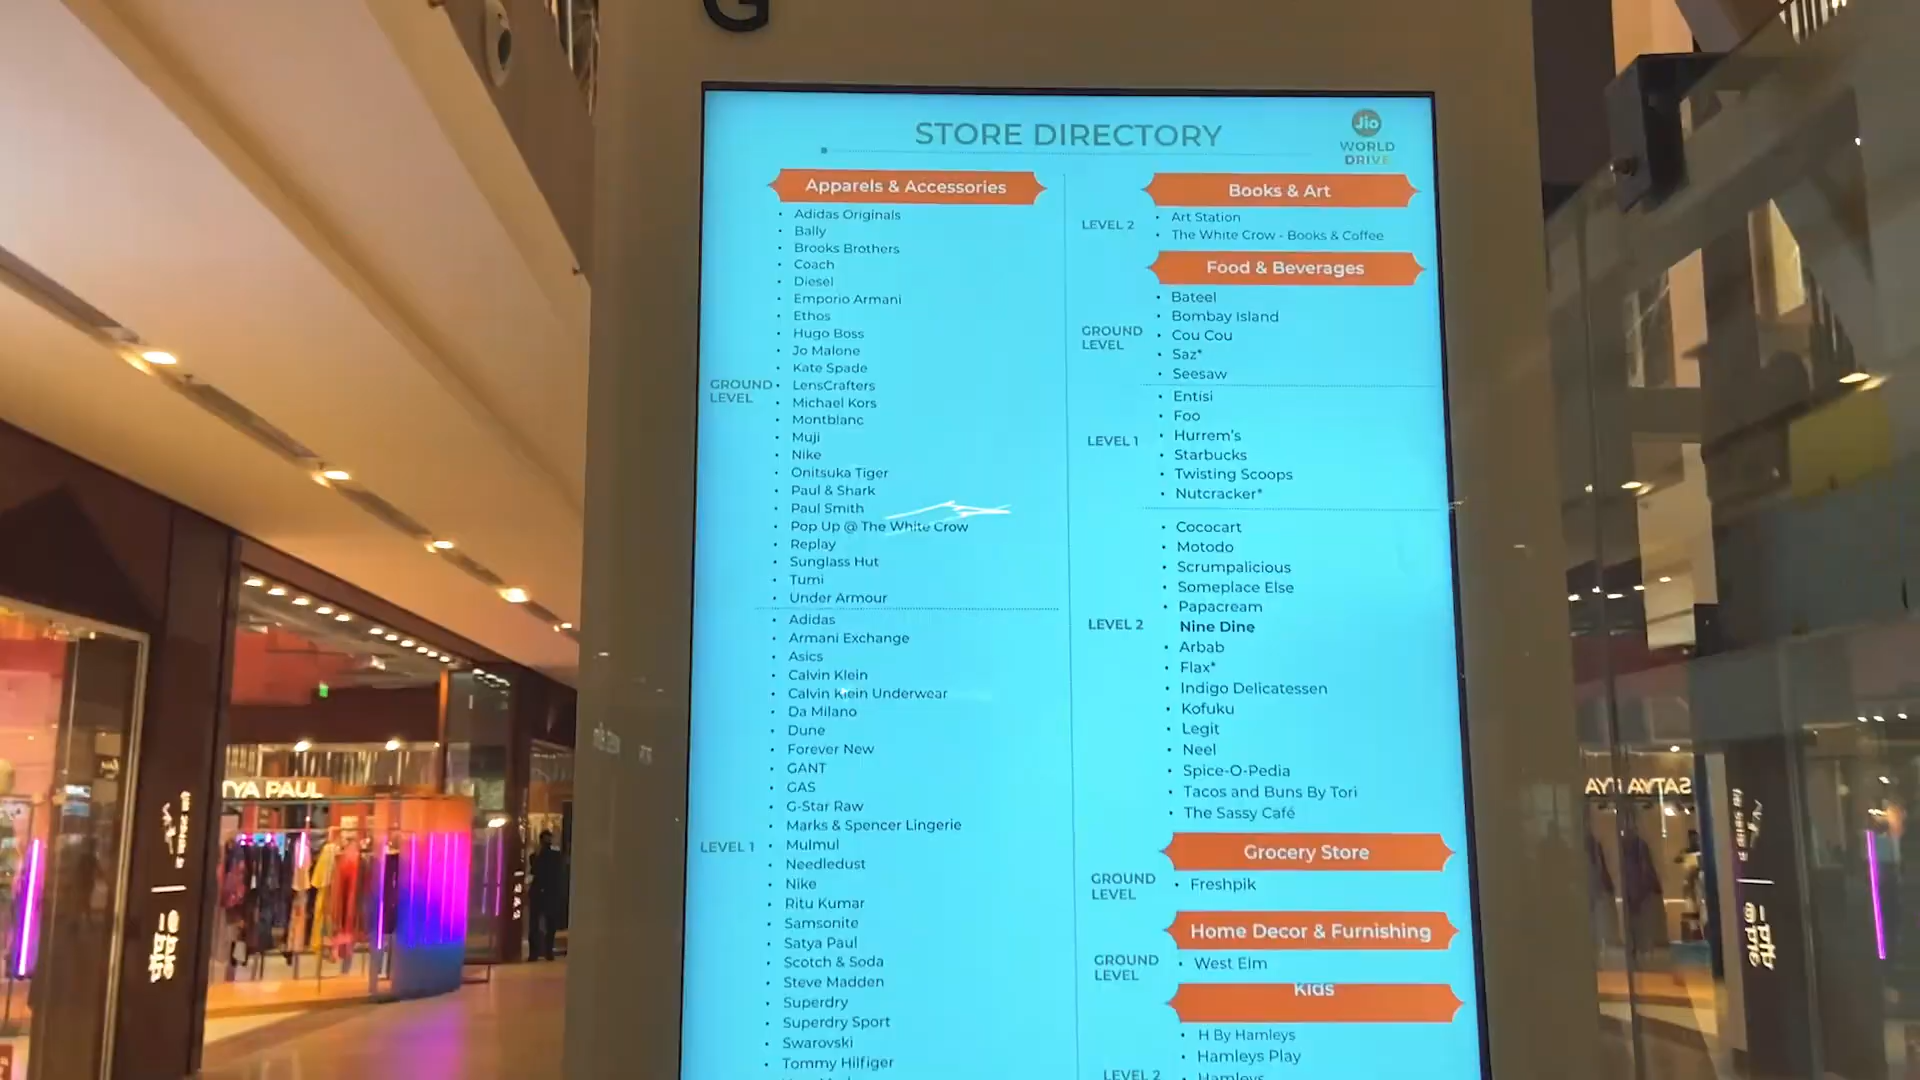 G
STORE DIRECTORY
Jio
WORLD
DRIVE
Apparels & Accessories
GROUND
LEVEL
• Adidas Originals
• Bally
• Brooks Brothers
• Coach
• Diesel
• Emporio Armani
• Ethos
• Hugo Boss
• Jo Malone
• Kate Spade
• LensCrafters
• Michael Kors
• Montblanc
• Muji
• Nike
• Onitsuka Tiger
• Paul & Shark
• Paul Smith
• Pop Up @ The White Crow
• Replay
• Sunglass Hut
• Tumi
• Under Armour
LEVEL 1
• Adidas
• Armani Exchange
• Asics
• Calvin Klein
• Calvin Klein Underwear
• Da Milano
• Dune
• Forever New
• GANT
• GAS
• G-Star Raw
• Marks & Spencer Lingerie
• Mulmul
• Needledust
• Nike
• Ritu Kumar
• Samsonite
• Satya Paul
• Scotch & Soda
• Steve Madden
• Superdry
• Superdry Sport
• Swarovski
• Tommy Hilfiger
Books & Art
LEVEL 2
• Art Station
• The White Crow - Books & Coffee
Food & Beverages
GROUND
LEVEL
• Bateel
• Bombay Island
• Cou Cou
• Saz*
• Seesaw
LEVEL 1
• Entisi
• Foo
• Hurrem's
• Starbucks
• Twisting Scoops
• Nutcracker*
LEVEL 2
• Cococart
• Motodo
• Scrumpalicious
• Someplace Else
• Papacream
Nine Dine
• Arbab
• Flax*
• Indigo Delicatessen
• Kofuku
• Legit
• Neel
• Spice-O-Pedia
• Tacos and Buns By Tori
• The Sassy Café
Grocery Store
GROUND
LEVEL
• Freshpik
Home Decor & Furnishing
GROUND
LEVEL
• West Elm
Kids
LEVEL 2
• H By Hamleys
• Hamleys Play
• Hamleys
TYA PAUL
SATYA